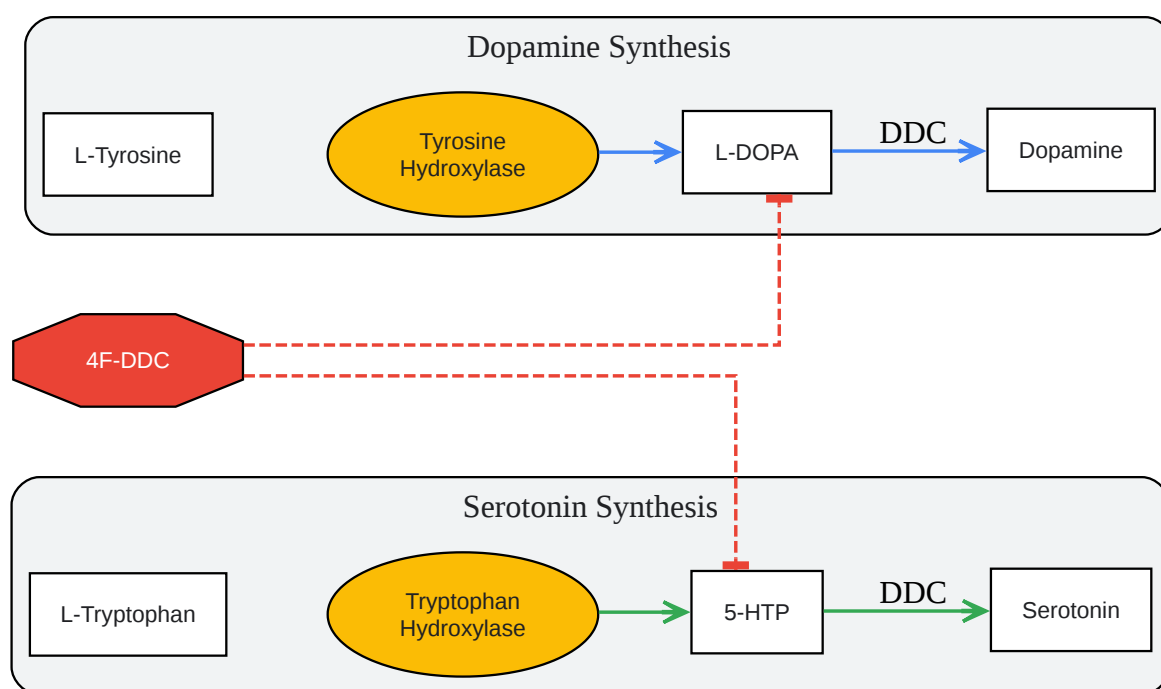 Dopamine Synthesis
L-Tyrosine
Tyrosine
Hydroxylase
L-DOPA
DDC
Dopamine
4F-DDC
Serotonin Synthesis
L-Tryptophan
Tryptophan
Hydroxylase
5-HTP
DDC
Serotonin